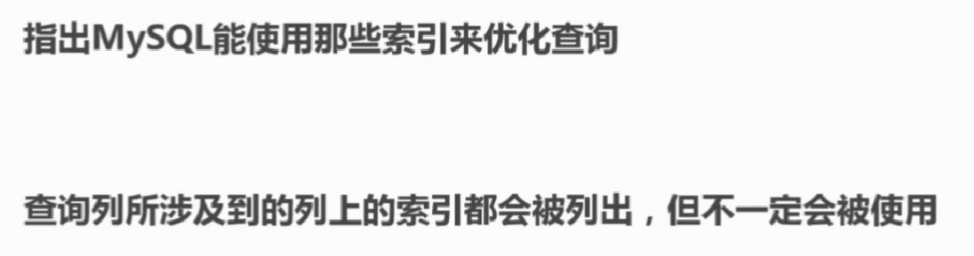 指出MySQL能使用那些索引来优化查询
查询列所涉及到的列上的索引都会被列出，但不一定会被使用